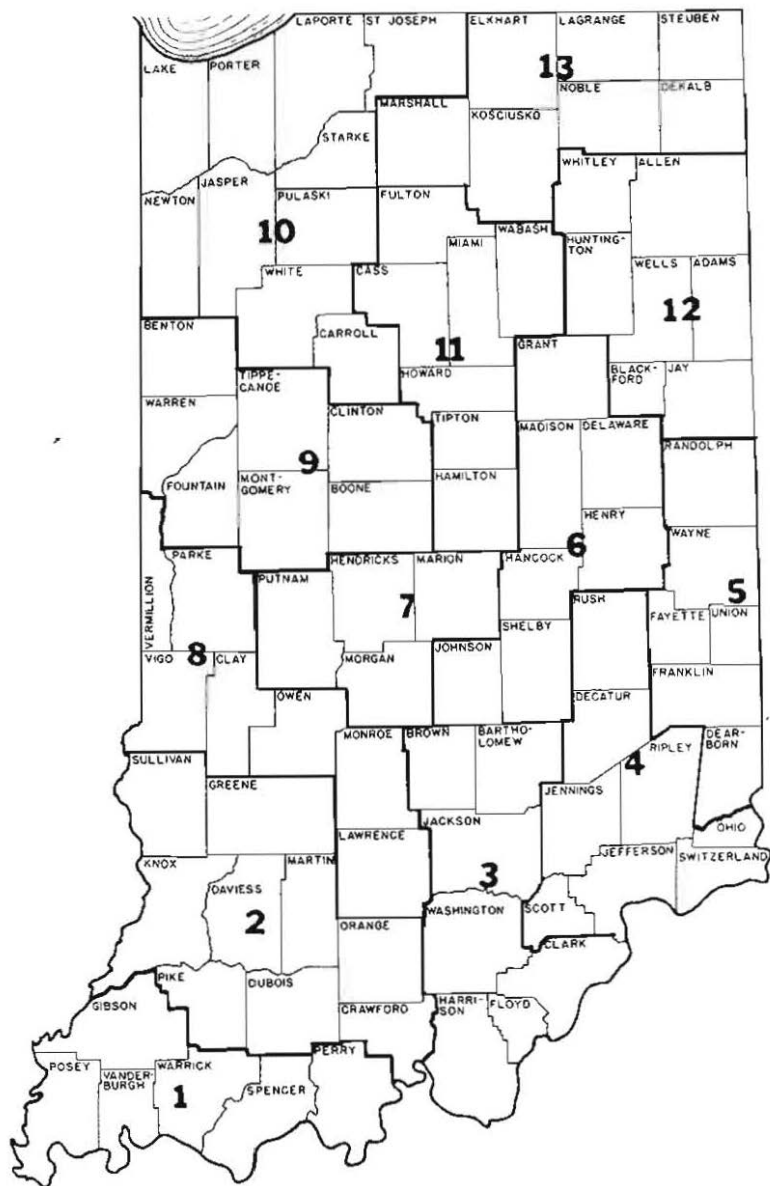 LAPORTE
ST JOSEPH
ELKHART
LAGRANGE
STEUBEN
LAKE
PORTER
13
NOBLE
DEKALB
MARSHALL
KOSCIUSKO
STARKE
WHITLEY
ALLEN
NEWTON
JASPER
PULASKI
FULTON
10
WABASH
MIAMI
HUNTING-
TON
WHITE
CASS
WELLS
ADAMS
12
BENTON
CARROLL
11
GRANT
HOWARD
BLACK-
FORD
JAY
TIPPE-
CANOE
WARREN
CLINTON
TIPTON
MADISON
DELAWARE
RANDOLPH
9
FOUNTAIN
MONT-
GOMERY
BOONE
HAMILTON
HENRY
WAYNE
6
PARKE
PUTNAM
HENDRICKS
MARION
HANCOCK
VERMILLION
7
RUSH
5
FAYETTE
UNION
SHELBY
VIGO
8
CLAY
MORGAN
JOHNSON
FRANKLIN
OWEN
DECATUR
MONROE
BROWN
BARTHO-
LOMEW
RIPLEY
DEAR-
BORN
SULLIVAN
4
GREENE
JENNINGS
JACKSON
OHIO
LAWRENCE
KNOX
MARTIN
JEFFERSON
SWITZERLAND
DAVIESS
3
2
WASHINGTON
SCOTT
ORANGE
CLARK
PIKE
DUBOIS
GIBSON
CRAWFORD
HARRI-
SON
FLOYD
POSEY
VANDER-
BURGH
WARRICK
PERRY
1
SPENCER